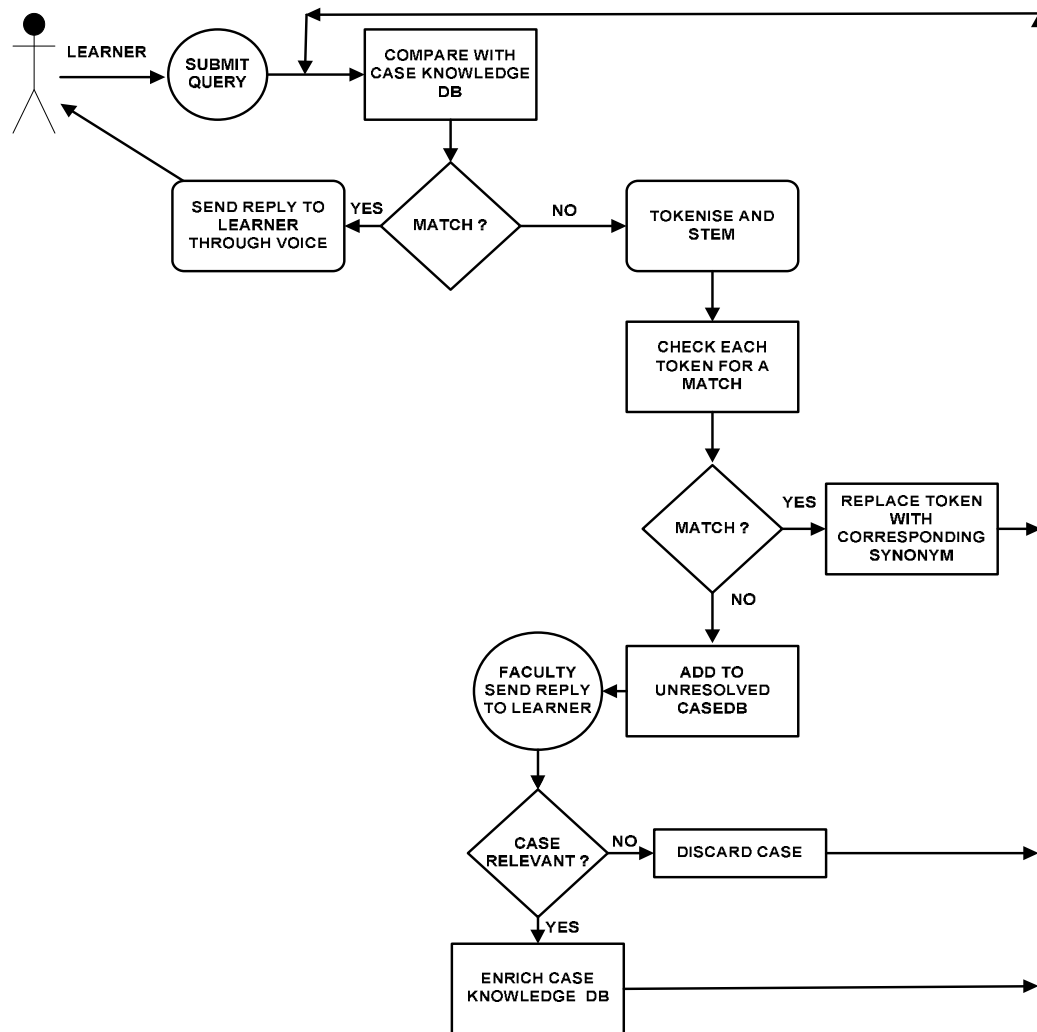 LEARNER
SUBMIT
QUERY
COMPARE WITH
CASE KNOWLEDGE
DB
SEND REPLY TO
LEARNER
THROUGH VOICE
YES
MATCH ?
NO
TOKENISE AND
STEM
CHECK EACH
TOKEN FOR A
MATCH
MATCH ?
YES
REPLACE TOKEN
WITH
CORRESPONDING
SYNONYM
NO
ADD TO
UNRESOLVED
CASEDB
FACULTY
SEND REPLY
TO LEARNER
CASE
RELEVANT ?
NO
DISCARD CASE
YES
ENRICH CASE
KNOWLEDGE DB